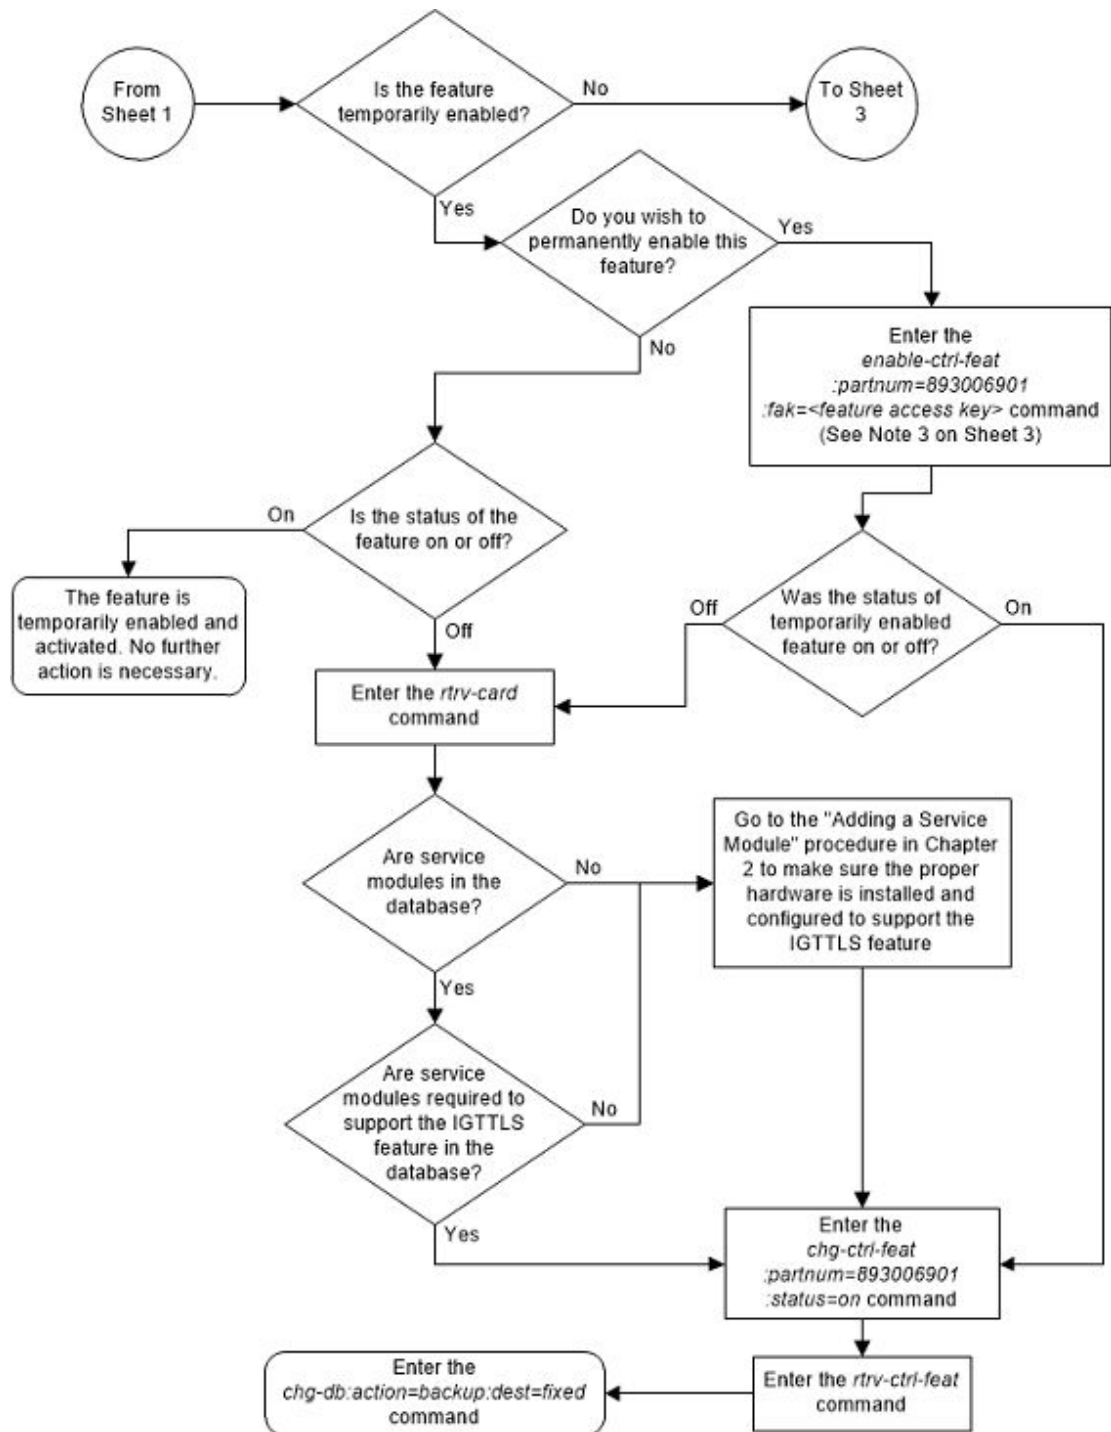 From
Sheet 1
Is the feature
temporarily enabled?
No
To Sheet
3
Yes
Do you wish to
permanently enable this
feature?
Yes
No
Enter the
enable-ctrl-feat
:partnum=893006901
:fak=<feature access key> command
(See Note 3 on Sheet 3)
On
Is the status of the
feature on or off?
The feature is
temporarily enabled and
activated. No further
action is necessary.
Off
Off
Was the status of
temporarily enabled
feature on or off?
On
Enter the rtrv-card
command
Are service
modules in the
database?
No
Go to the "Adding a Service
Module" procedure in Chapter
2 to make sure the proper
hardware is installed and
configured to support the
IGTTLS feature
Yes
Are service
modules required to
support the IGTTLS
feature in the
database?
No
Yes
Enter the
chg-ctrl-feat
:partnum=893006901
:status=on command
Enter the
chg-db:action=backup:dest=fixed
command
Enter the rtrv-ctrl-feat
command